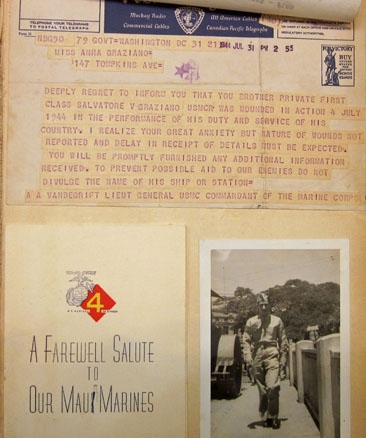 TELEPHONE YOUR TELEGRAMS
TO POSTAL TELEGRAPH
Mackay Radio
Commercial Cables
All America Cables
Canadian Pacific Telegraphs
79 GOVT=WASHINGTON DC 31 21
1944 JUL 31 PM 2 53
MISS ANNA GRAZIANO=
147 TOMPKINS AVE=
FOR VICTORY
BUY
DEEPLY REGRET TO INFORM YOU THAT YOU BROTHER PRIVATE FIRST
CLASS SALVATORE V GRAZIANO USMCR WAS WOUNDED IN ACTION 4 JULY
1944 IN THE PERFORMANCE OF HIS DUTY AND SERVICE OF HIS
COUNTRY. I REALIZE YOUR GREAT ANXIETY BUT NATURE OF WOUNDS NOT
REPORTED AND DELAY IN RECEIPT OF DETAILS MUST BE EXPECTED.
YOU WILL BE PROMPTLY FURNISHED ANY ADDITIONAL INFORMATION
RECEIVED. TO PREVENT POSSIBLE AID TO OUR ENEMIES DO NOT
DIVULGE THE NAME OF HIS SHIP OR STATION=
A A VANDEGRIFT LIEUT GENERAL USMC COMMANDANT OF THE MARINE CORPS
4
A FAREWELL SALUTE
TO
OUR MAUI MARINES